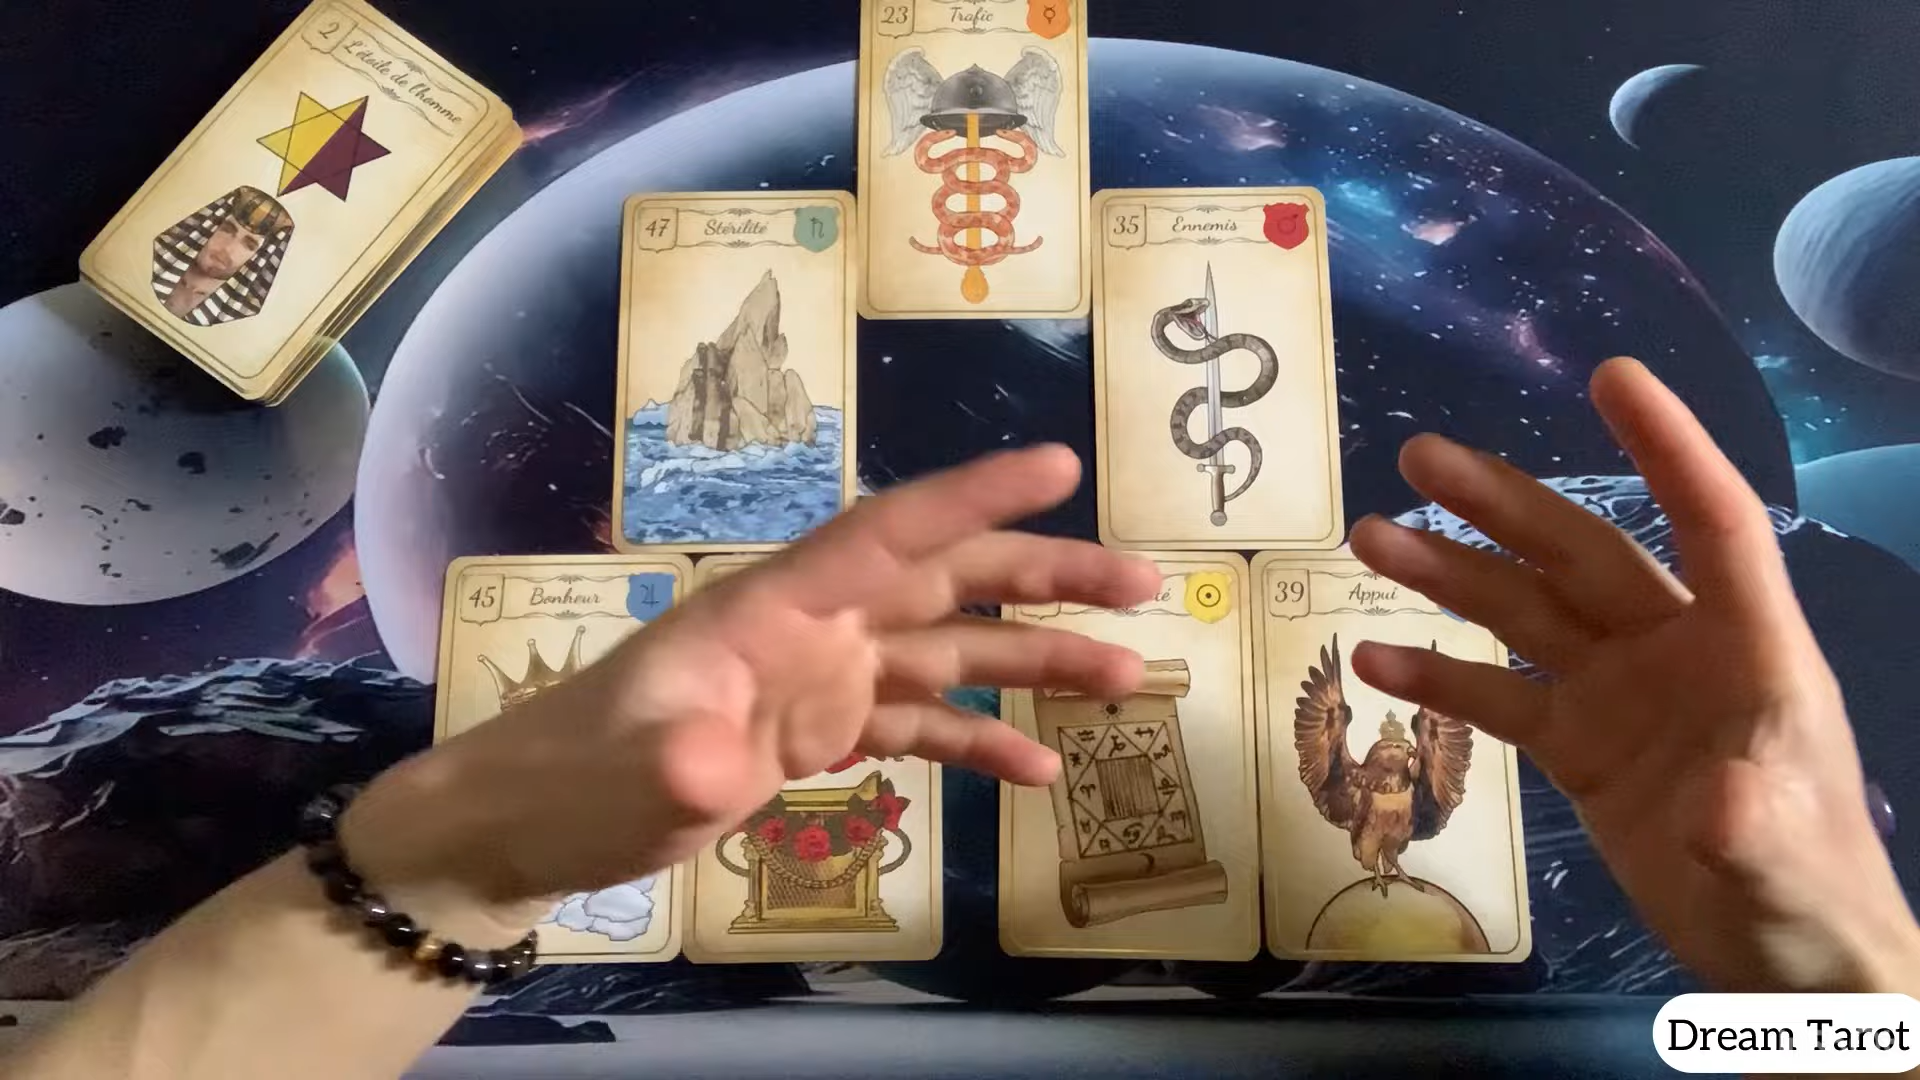 2
L'étoile de l'homme
23
Trafic
47
Stérilité
35
Ennemis
45
Bonheur
39
Appui
Dream Tarot